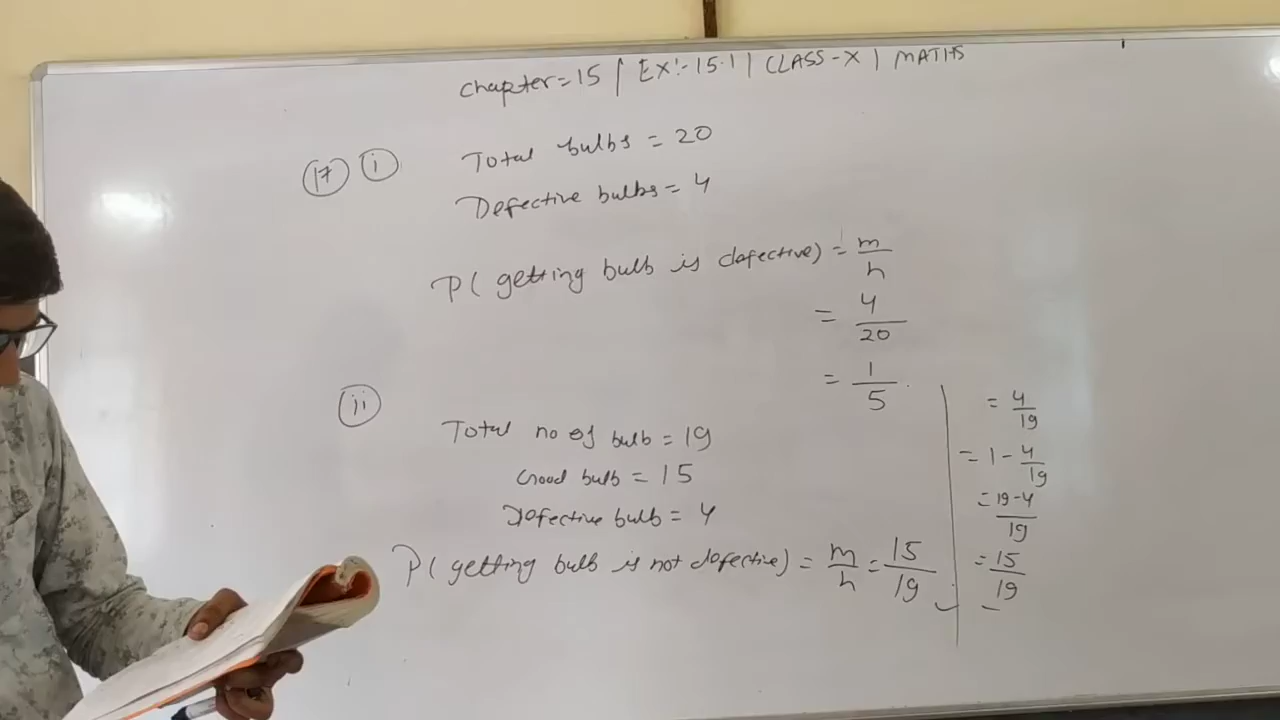 Chapter=15 | EX:-15.1 | CLASS-X | MATHS
17 i Total bulbs = 20
Defective bulbs = 4
P( getting bulb is defective) = m/n
= 4/20
= 1/5
ii
Total no of bulb = 19
Good bulb = 15
Defective bulb = 4
P( getting bulb is not defective) = m/n = 15/19
= 4/19
= 1 - 4/19
= 19-4/19
= 15/19